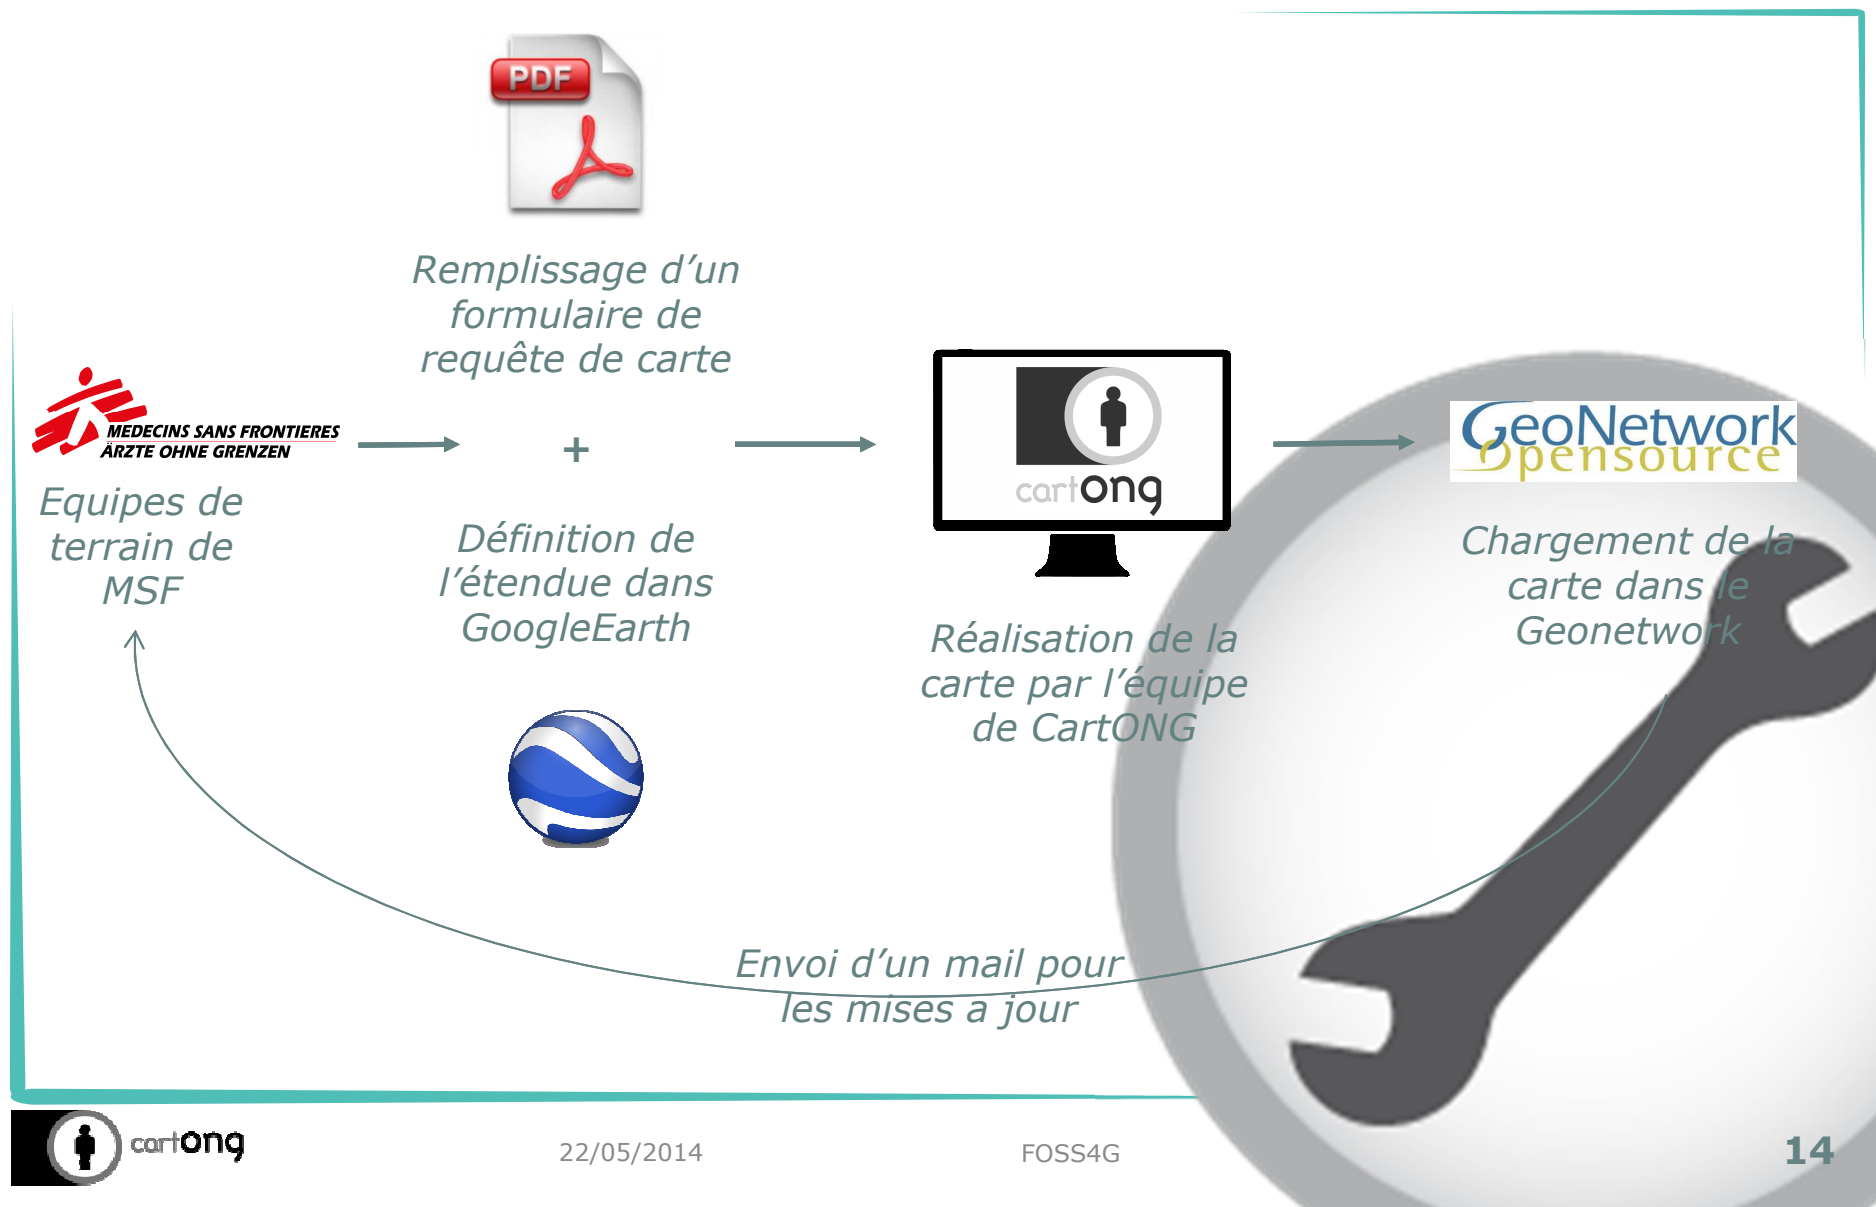 PDF
Remplissage d’un
formulaire de
requête de carte
MEDECINS SANS FRONTIERES
ÄRZTE OHNE GRENZEN
Equipes de
terrain de
MSF
+
Définition de
l’étendue dans
GoogleEarth
cartong
Réalisation de la
carte par l’équipe
de CartONG
GeoNetwork
Opensource
Chargement de la
carte dans le
Geonetwork
Envoi d’un mail pour
les mises a jour
cartong
22/05/2014
FOSS4G
14